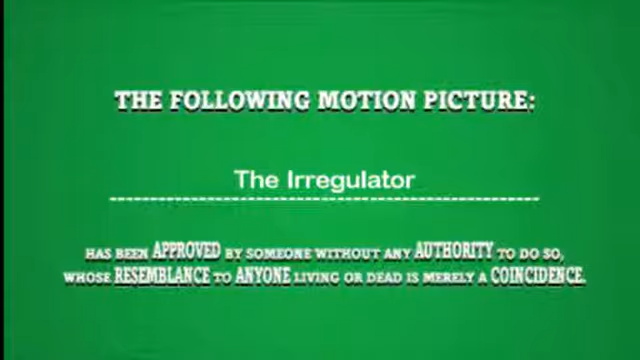 THE FOLLOWING MOTION PICTURE:
The Irregulator
HAS BEEN APPROVED BY SOMEONE WITHOUT ANY AUTHORITY TO DO SO,
WHOSE RESEMBLANCE TO ANYONE LIVING OR DEAD IS MERELY A COINCIDENCE.